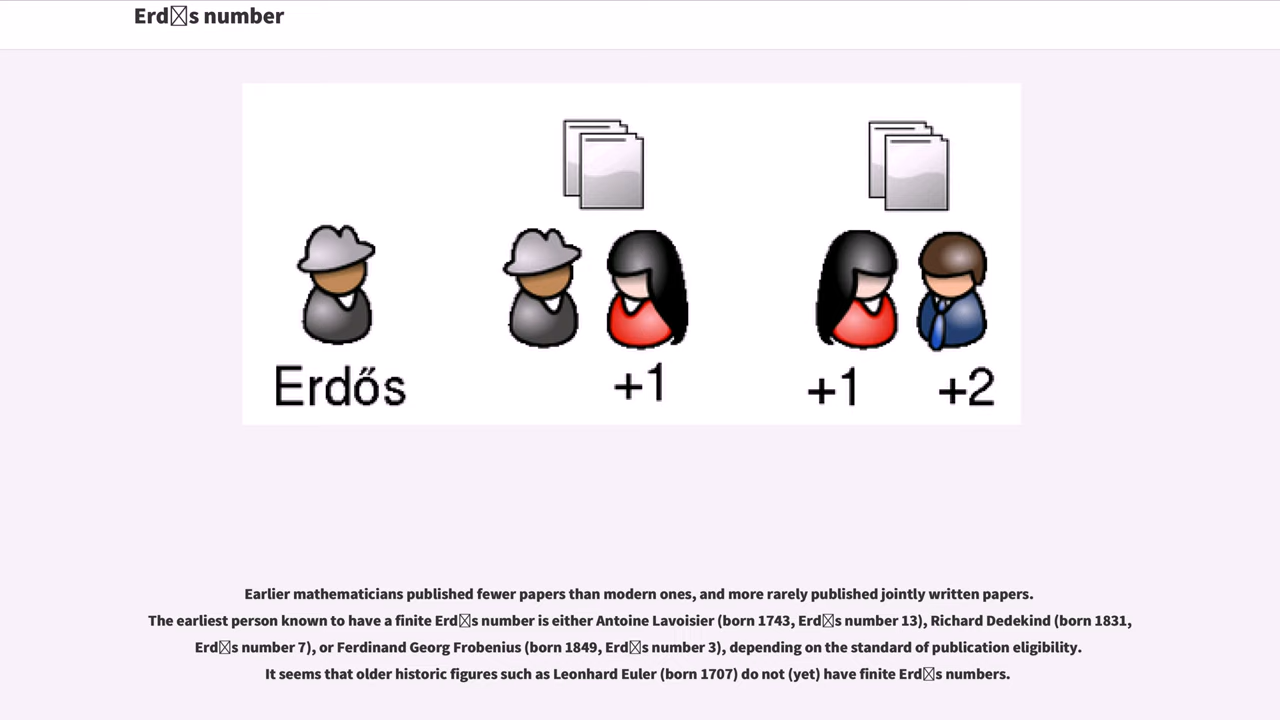 Erd☒s number
Erdős
+1
+1
+2
Earlier mathematicians published fewer papers than modern ones, and more rarely published jointly written papers.
The earliest person known to have a finite Erd☒s number is either Antoine Lavoisier (born 1743, Erd☒s number 13), Richard Dedekind (born 1831,
Erd☒s number 7), or Ferdinand Georg Frobenius (born 1849, Erd☒s number 3), depending on the standard of publication eligibility.
It seems that older historic figures such as Leonhard Euler (born 1707) do not (yet) have finite Erd☒s numbers.